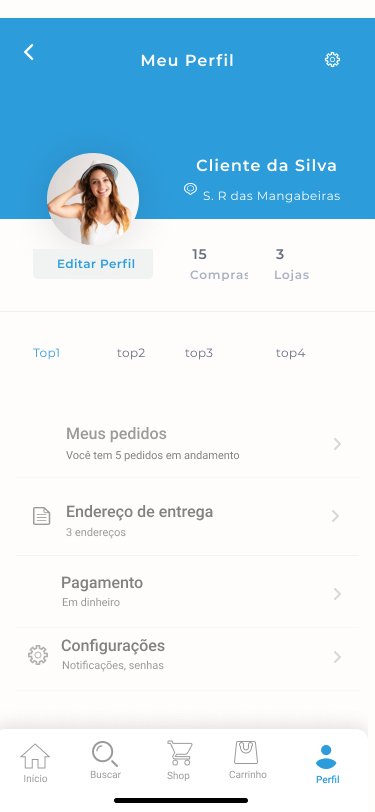 Meu Perfil
Cliente da Silva
S. R das Mangabeiras
Editar Perfil
15
Compras
3
Lojas
Top1
top2
top3
top4
Meus pedidos
Você tem 5 pedidos em andamento
Endereço de entrega
3 endereços
Pagamento
Em dinheiro
Configurações
Notificações, senhas
Início
Buscar
Shop
Carrinho
Perfil